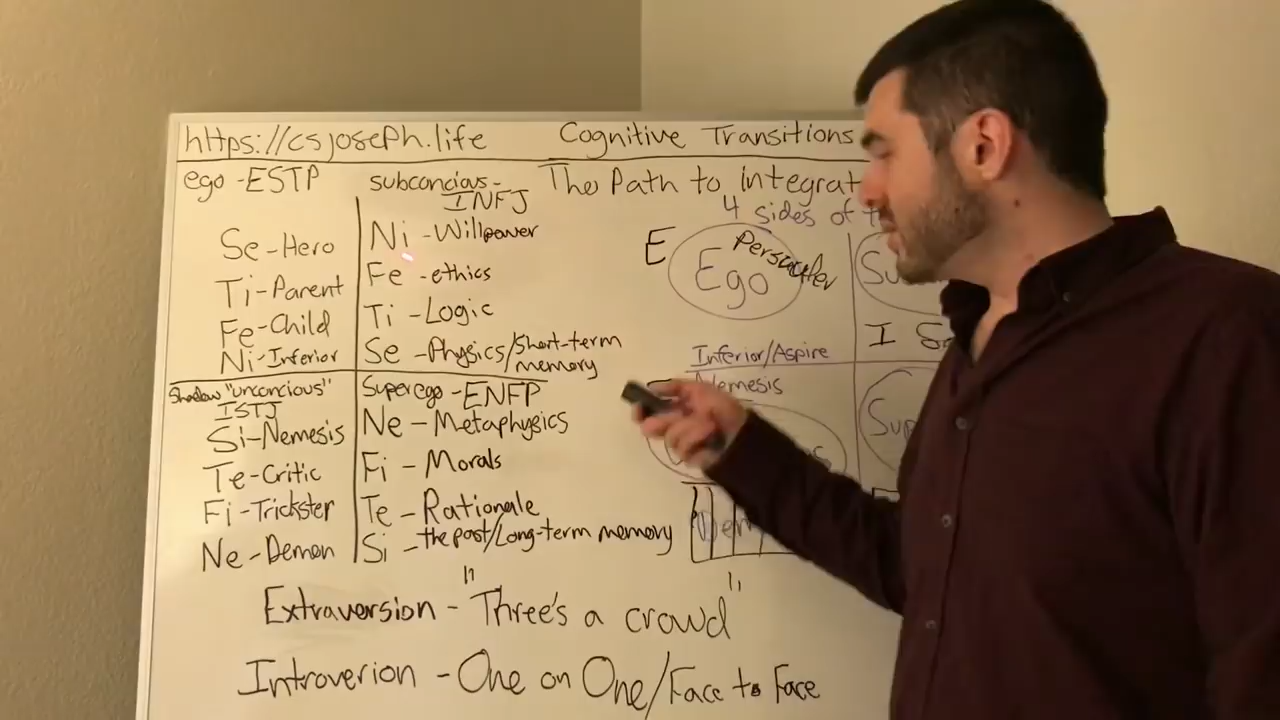 https://csjoseph.life Cognitive Transitions
The Path to integrat
4 sides of t
ego - ESTP
Se - Hero
Ti - Parent
Fe - Child
Ni - Inferior
subconcious - INFJ
Ni - Willpower
Fe - ethics
Ti - Logic
Se - Physics/Short-term
memory
Shadow "unconcious"
ISTJ
Si - Nemesis
Te - Critic
Fi - Trickster
Ne - Demon
Superego - ENFP
Ne - Metaphysics
Fi - Morals
Te - Rationale
Si - the past/Long-term memory
E
Ego
Su
I
Inferior/Aspire
Nemesis
Sup
Extraversion - "Three's a crowd"
Introverion - One on One/Face to Face